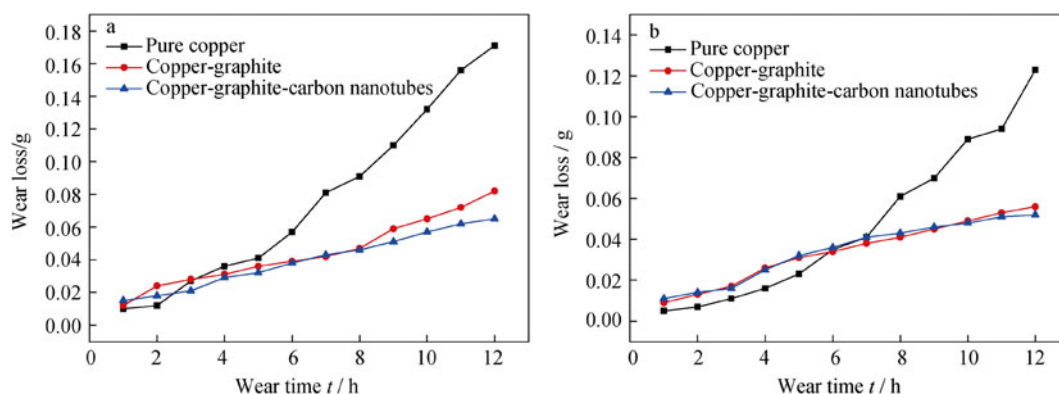 a
Pure copper
Copper-graphite
Copper-graphite-carbon nanotubes
0.18
0.16
0.14
0.12
0.10
0.08
0.06
0.04
0.02
0.00
Wear loss/g
0 2 4 6 8 10 12
Wear time t / h
b
Pure copper
Copper-graphite
Copper-graphite-carbon nanotubes
0.14
0.12
0.10
0.08
0.06
0.04
0.02
0.00
Wear loss / g
0 2 4 6 8 10 12
Wear time t / h